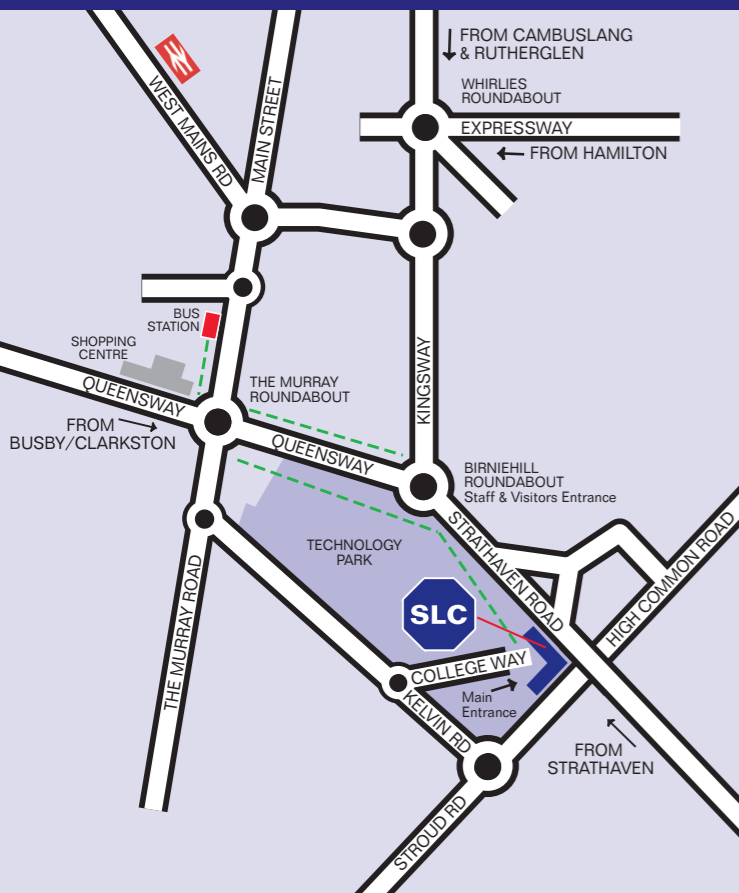 FROM CAMBUSLANG
& RUTHERGLEN
WHIRLIES
ROUNDABOUT
EXPRESSWAY
FROM HAMILTON
WEST MAINS RD
MAIN STREET
BUS
STATION
SHOPPING
CENTRE
QUEENSWAY
FROM
BUSBY/CLARKSTON
THE MURRAY
ROUNDABOUT
QUEENSWAY
KINGSWAY
BIRNIEHILL
ROUNDABOUT
Staff & Visitors Entrance
STRATHAVEN ROAD
HIGH COMMON ROAD
TECHNOLOGY
PARK
SLC
THE MURRAY ROAD
COLLEGE WAY
Main
Entrance
KELVIN RD
FROM
STRATHAVEN
STROUD RD